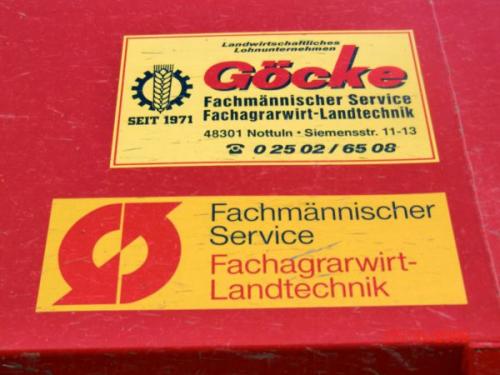 Landwirtschaftliches
Lohnunternehmen
Göcke
SEIT 1971
Fachmännischer Service
Fachagrarwirt-Landtechnik
48301 Nottuln · Siemensstr. 11-13
☎ 0 25 02 / 65 08
Fachmännischer
Service
Fachagrarwirt-
Landtechnik